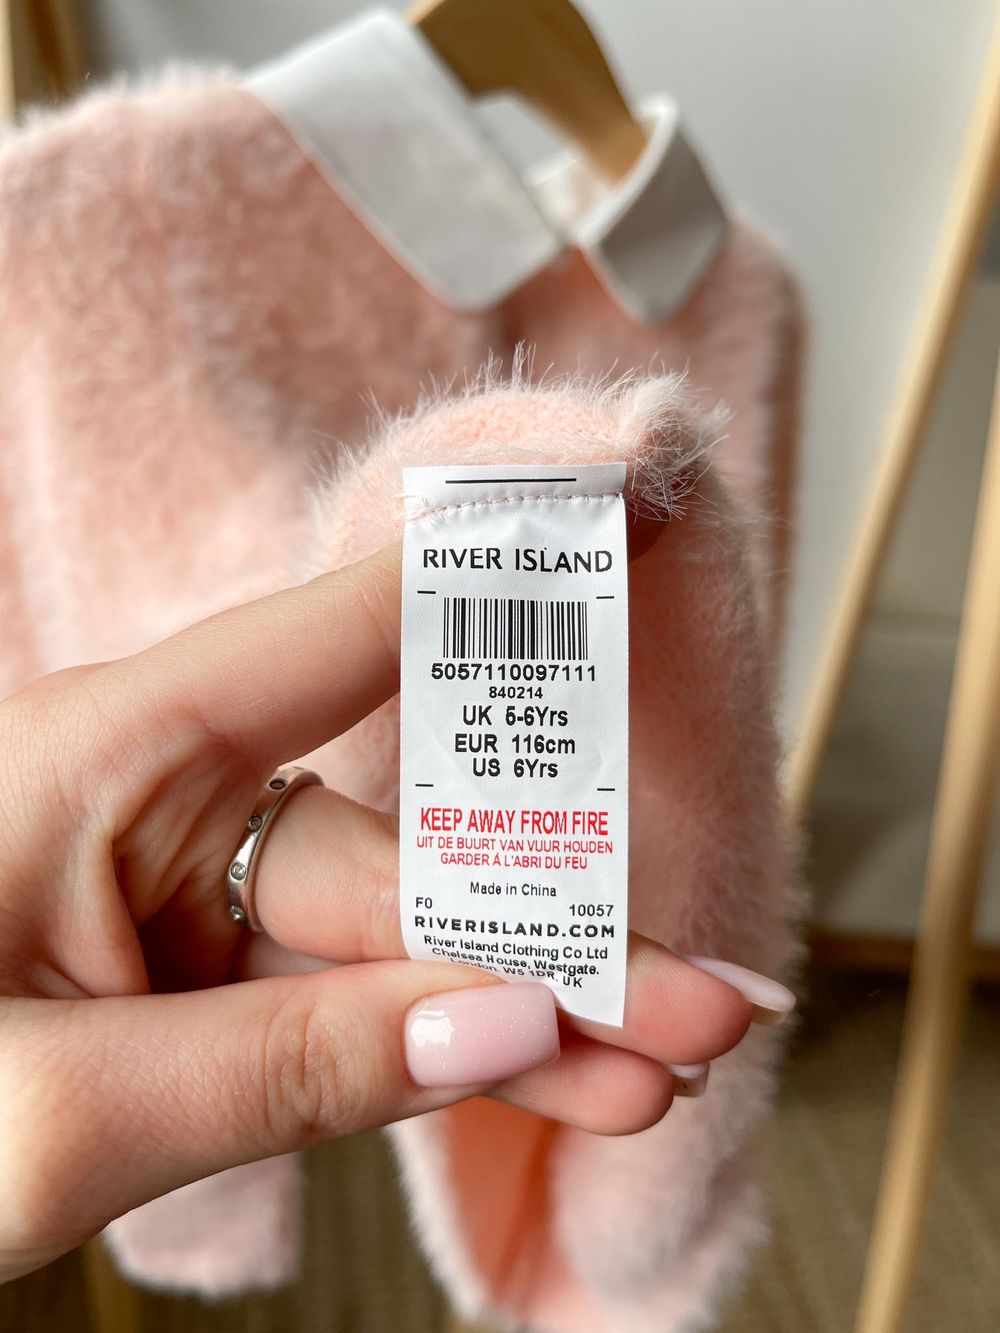 RIVER ISLAND
5057110097111
840214
UK 5-6Yrs
EUR 116cm
US 6Yrs
KEEP AWAY FROM FIRE
UIT DE BUURT VAN VUUR HOUDEN
GARDER À L'ABRI DU FEU
Made in China
F0 10057
RIVERISLAND.COM
River Island Clothing Co Ltd
Chelsea House, Westgate,
London. W5 1DR, UK